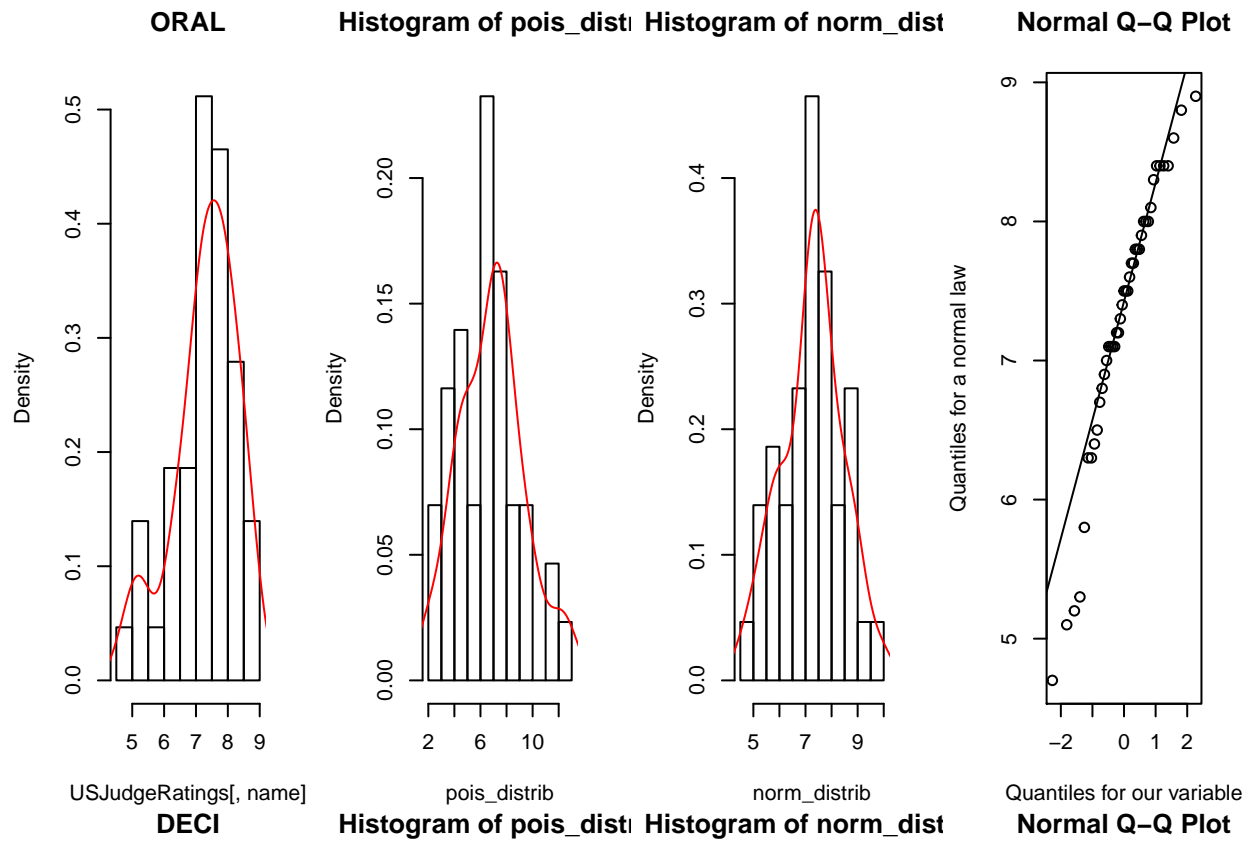 ORAL
Histogram of pois_distr
Histogram of norm_dist
Normal Q−Q Plot
Density
0.0 0.1 0.2 0.3 0.4 0.5
5 6 7 8 9
USJudgeRatings[, name]
Density
0.00 0.05 0.10 0.15 0.20
2 6 10
pois_distrib
Density
0.0 0.1 0.2 0.3 0.4
5 7 9
norm_distrib
Quantiles for a normal law
5 6 7 8 9
−2 0 1 2
Quantiles for our variable
DECI
Histogram of pois_distr
Histogram of norm_dist
Normal Q−Q Plot